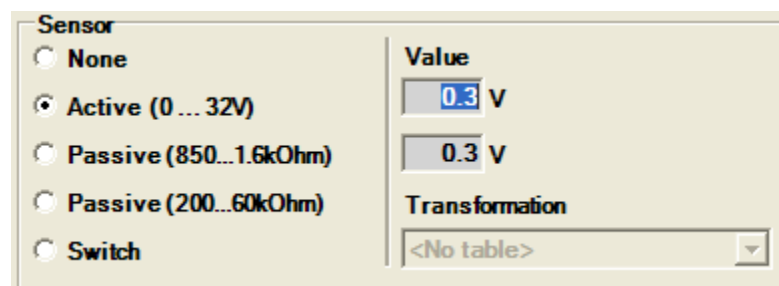 Sensor
None
Active (0 ... 32V)
Passive (850...1.6kOhm)
Passive (200...60kOhm)
Switch
Value
0.3 V
0.3 V
Transformation
<No table>